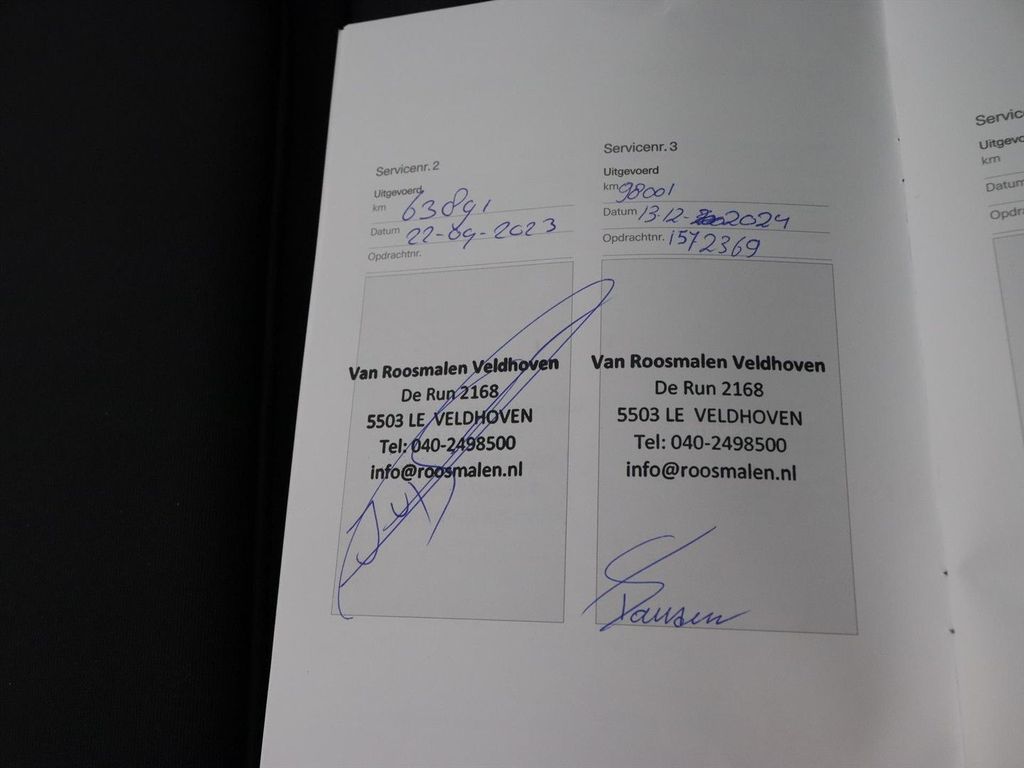 Servicenr. 2
Uitgevoerd
km 63891
Datum 22-09-2023
Opdrachtnr.
Van Roosmalen Veldhoven
De Run 2168
5503 LE VELDHOVEN
Tel: 040-2498500
info@roosmalen.nl
Servicenr. 3
Uitgevoerd
km 98001
Datum 13-12-2024
Opdrachtnr. 1572369
Van Roosmalen Veldhoven
De Run 2168
5503 LE VELDHOVEN
Tel: 040-2498500
info@roosmalen.nl
Servic
Uitgevo
km
Datum
Opdra